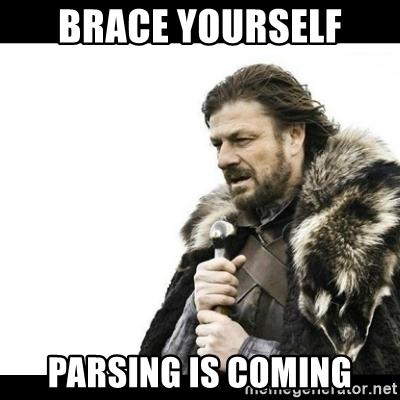 BRACE YOURSELF
PARSING IS COMING
memegenerator.net